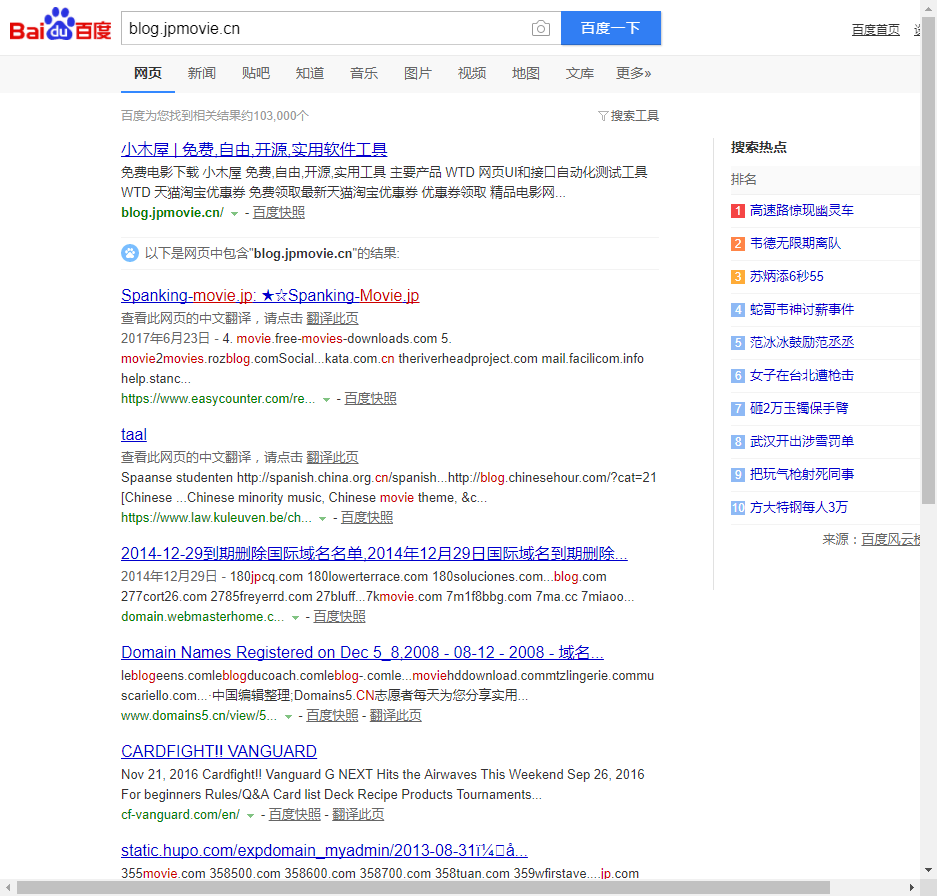 Bai du 百度
blog.jpmovie.cn
百度一下
百度首页
网页 新闻 贴吧 知道 音乐 图片 视频 地图 文库 更多»
百度为您找到相关结果约103,000个
搜索工具
小木屋 | 免费,自由,开源,实用软件工具
免费电影下载 小木屋 免费,自由,开源,实用工具 主要产品 WTD 网页UI和接口自动化测试工具
WTD 天猫淘宝优惠券 免费领取最新天猫淘宝优惠券 优惠券领取 精品电影网...
blog.jpmovie.cn/ - 百度快照
以下是网页中包含"blog.jpmovie.cn"的结果:
Spanking-movie.jp: ★☆Spanking-Movie.jp
查看此网页的中文翻译，请点击 翻译此页
2017年6月23日 - 4. movie.free-movies-downloads.com 5.
movie2movies.rozblog.comSocial...kata.com.cn theriverheadproject.com mail.facilicom.info
help.stanc...
https://www.easycounter.com/re... - 百度快照
taal
查看此网页的中文翻译，请点击 翻译此页
Spaanse studenten http://spanish.china.org.cn/spanish...http://blog.chinesehour.com/?cat=21
[Chinese ...Chinese minority music, Chinese movie theme, &c...
https://www.law.kuleuven.be/ch... - 百度快照
2014-12-29到期删除国际域名名单,2014年12月29日国际域名到期删除...
2014年12月29日 - 180jpcq.com 180lowerterrace.com 180soluciones.com...blog.com
277cort26.com 2785freyerrd.com 27bluff...7kmovie.com 7m1f8bbg.com 7ma.cc 7miaoo...
domain.webmasterhome.c... - 百度快照
Domain Names Registered on Dec 5_8,2008 - 08-12 - 2008 - 域名...
leblogeens.comleblogducoach.comleblog-.comle...moviehddownload.commtzlingerie.commu
scariello.com...·中国编辑整理;Domains5.CN志愿者每天为您分享实用...
www.domains5.cn/view/5... - 百度快照 - 翻译此页
CARDFIGHT!! VANGUARD
Nov 21, 2016 Cardfight!! Vanguard G NEXT Hits the Airwaves This Weekend Sep 26, 2016
For beginners Rules/Q&A Card list Deck Recipe Products Tournaments...
cf-vanguard.com/en/ - 百度快照 - 翻译此页
static.hupo.com/expdomain_myadmin/2013-08-31ï¼å...
355movie.com 358500.com 358600.com 358700.com 358tuan.com 359wfirstave....jp.com
搜索热点
排名
1 高速路惊现幽灵车
2 韦德无限期离队
3 苏炳添6秒55
4 蛇哥韦神讨薪事件
5 范冰冰鼓励范丞丞
6 女子在台北遭枪击
7 砸2万玉镯保手臂
8 武汉开出涉雪罚单
9 把玩气枪射死同事
10 方大特钢每人3万
来源：百度风云榜